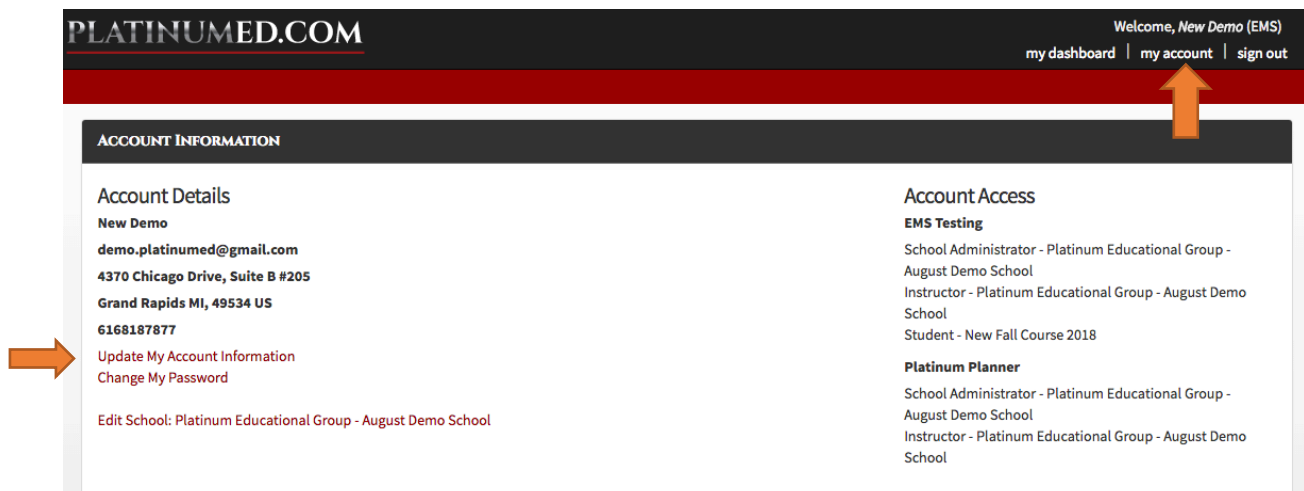 PLATINUMED.COM
Welcome, New Demo (EMS)
my dashboard | my account | sign out
Account Information
Account Details
New Demo
demo.platinumed@gmail.com
4370 Chicago Drive, Suite B #205
Grand Rapids MI, 49534 US
6168187877
Update My Account Information
Change My Password
Edit School: Platinum Educational Group - August Demo School
Account Access
EMS Testing
School Administrator - Platinum Educational Group -
August Demo School
Instructor - Platinum Educational Group - August Demo
School
Student - New Fall Course 2018
Platinum Planner
School Administrator - Platinum Educational Group -
August Demo School
Instructor - Platinum Educational Group - August Demo
School